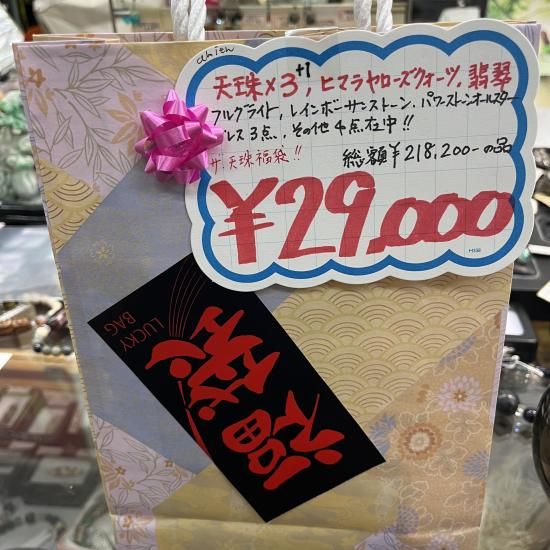 ahien
天珠×3+1, ヒマラヤローズクォーツ, 翡翠
フルグライト, レインボーサンストーン, パワーストーンオールスター
ブレス3点, その他4点在中!!
ザ・天珠福袋!! 総額¥218,200-の品
¥29,000
LUCKY BAG
福袋